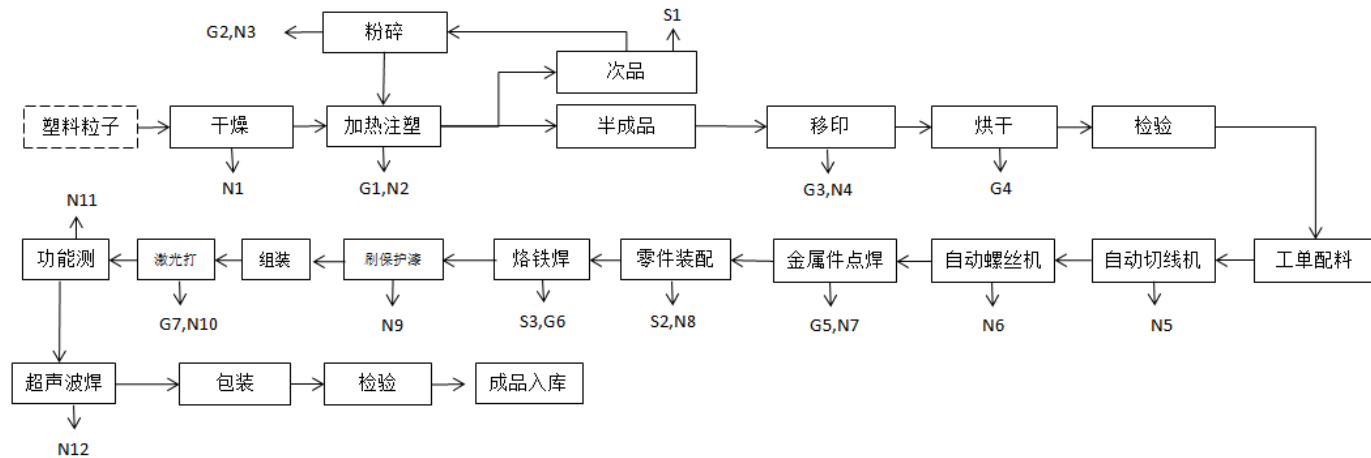 S1
G2,N3
粉碎
次品
塑料粒子
干燥
加热注塑
半成品
移印
烘干
检验
N1
G1,N2
G3,N4
G4
N11
功能测
激光打
组装
刷保护漆
烙铁焊
零件装配
金属件点焊
自动螺丝机
自动切线机
工单配料
G7,N10
N9
S3,G6
S2,N8
G5,N7
N6
N5
超声波焊
包装
检验
成品入库
N12